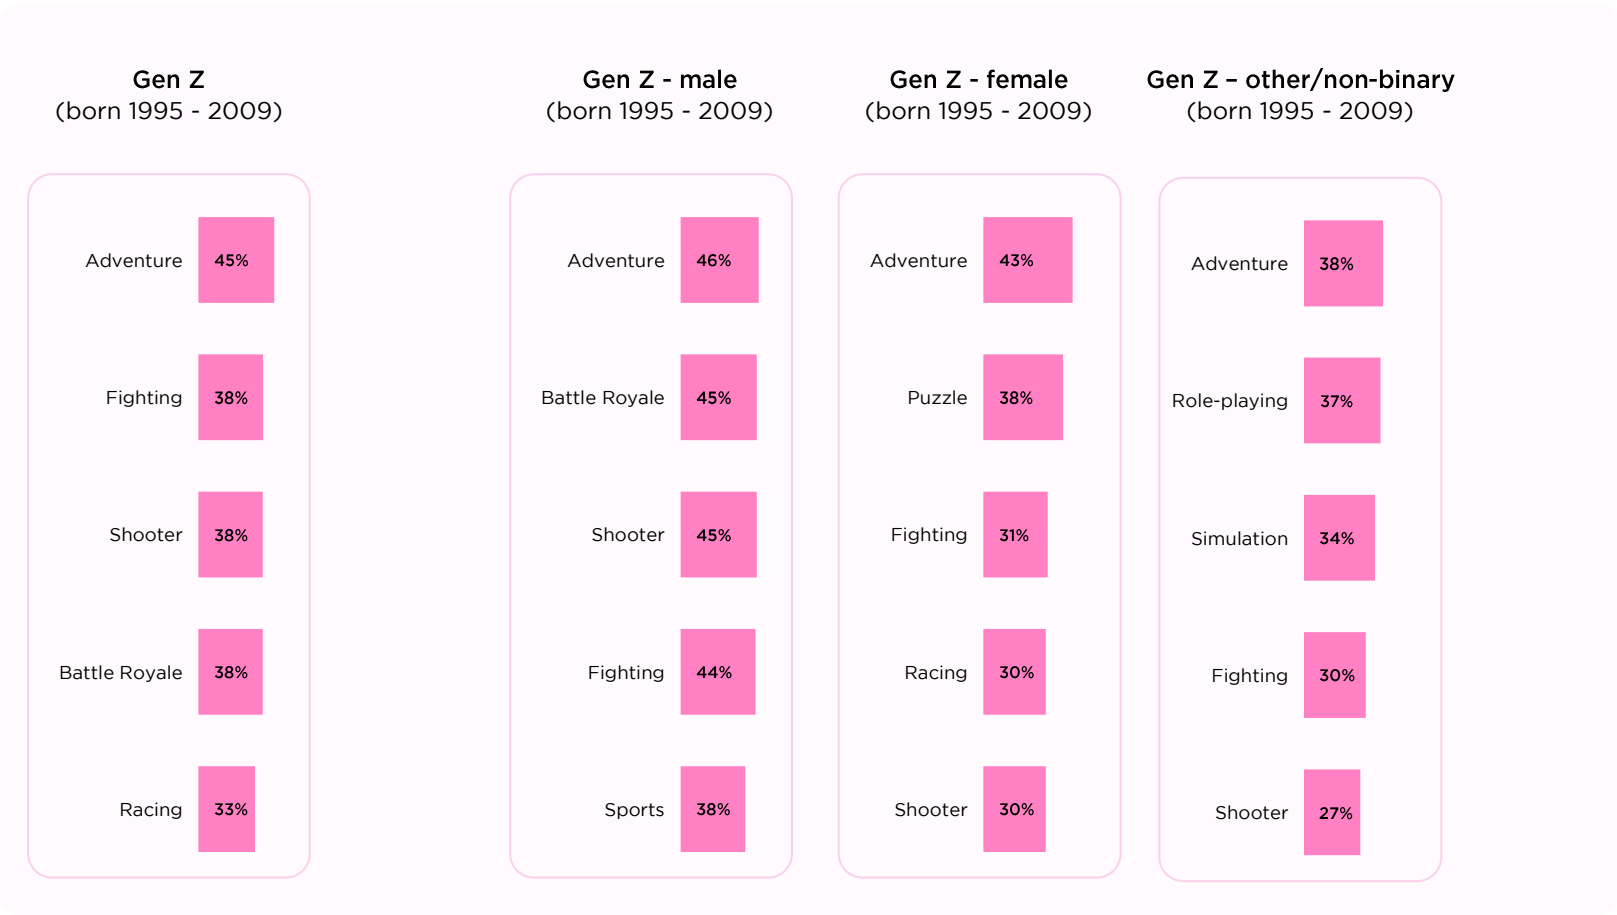 Gen Z
(born 1995 - 2009)
Adventure 45%
Fighting 38%
Shooter 38%
Battle Royale 38%
Racing 33%
Gen Z - male
(born 1995 - 2009)
Adventure 46%
Battle Royale 45%
Shooter 45%
Fighting 44%
Sports 38%
Gen Z - female
(born 1995 - 2009)
Adventure 43%
Puzzle 38%
Fighting 31%
Racing 30%
Shooter 30%
Gen Z – other/non-binary
(born 1995 - 2009)
Adventure 38%
Role-playing 37%
Simulation 34%
Fighting 30%
Shooter 27%